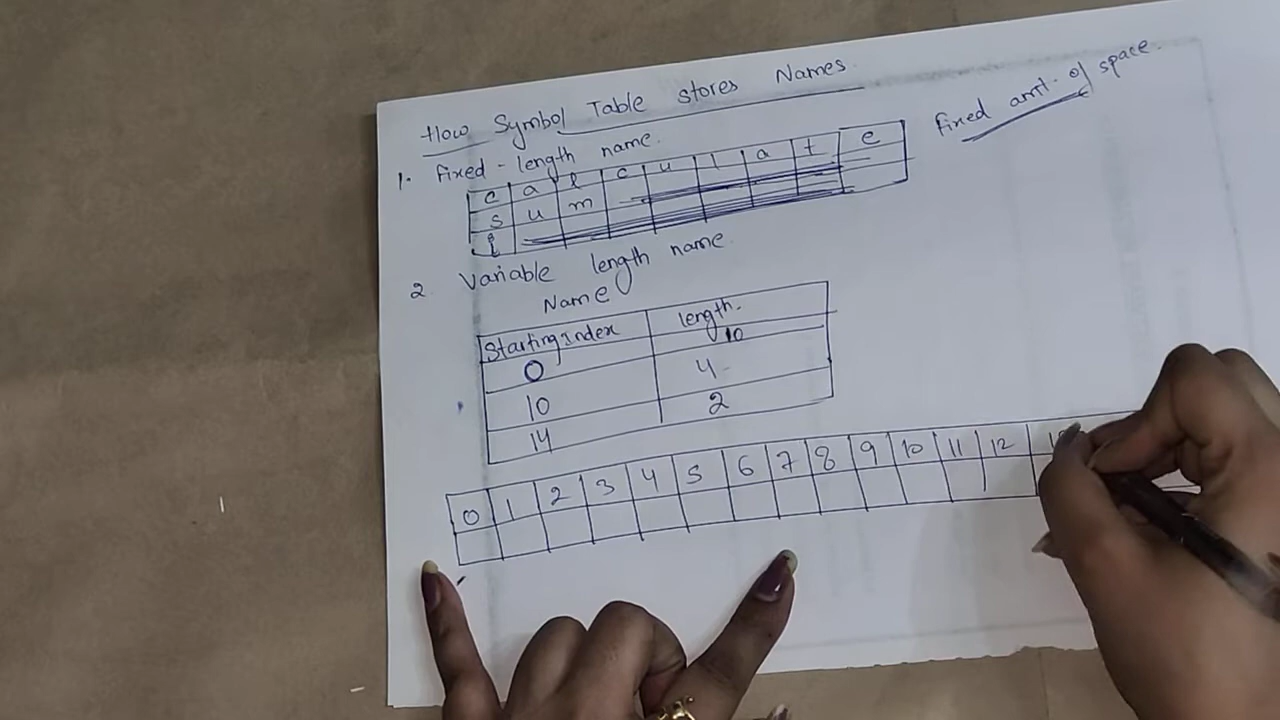 How Symbol Table stores Names.
fixed amt. of space.
1. fixed - length name.
c a l c u l a t e
s u m
i
2 Variable length name
Name
Starting Index length.
0 10
10 4
14 2
0 1 2 3 4 5 6 7 8 9 10 11 12